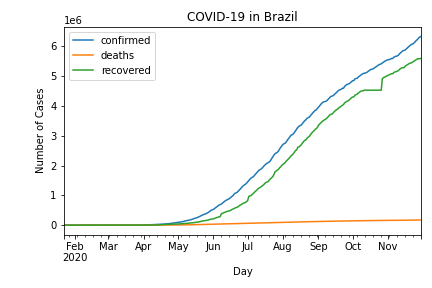 COVID-19 in Brazil
1e6
confirmed
deaths
recovered
6
5
4
3
2
1
0
Number of Cases
Feb Mar Apr May Jun Jul Aug Sep Oct Nov
2020
Day